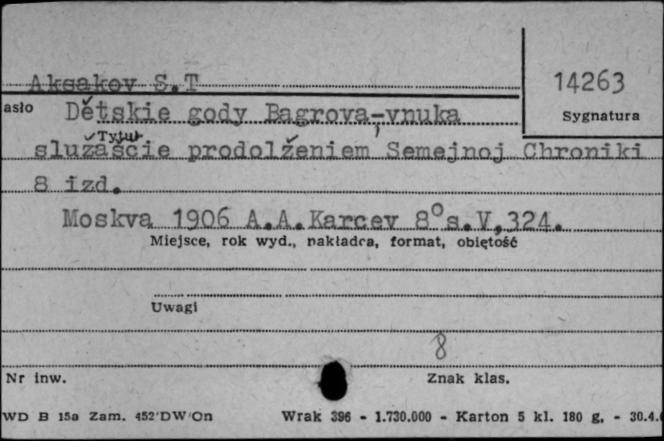 Aksakov S.T
14263
asło
Sygnatura
Dětskie gody Bagrova-vnuka
Tytuł
služaščie prodolženiem Semejnoj Chroniki
8 izd.
Moskva 1906 A.A.Karcev 8° s.V,324.
Miejsce, rok wyd., nakładca, format, objętość
Uwagi
8
Nr inw.
Znak klas.
WD B 15a Zam. 452'DW'On Wrak 396 - 1.730.000 - Karton 5 kl. 180 g. - 30.4.